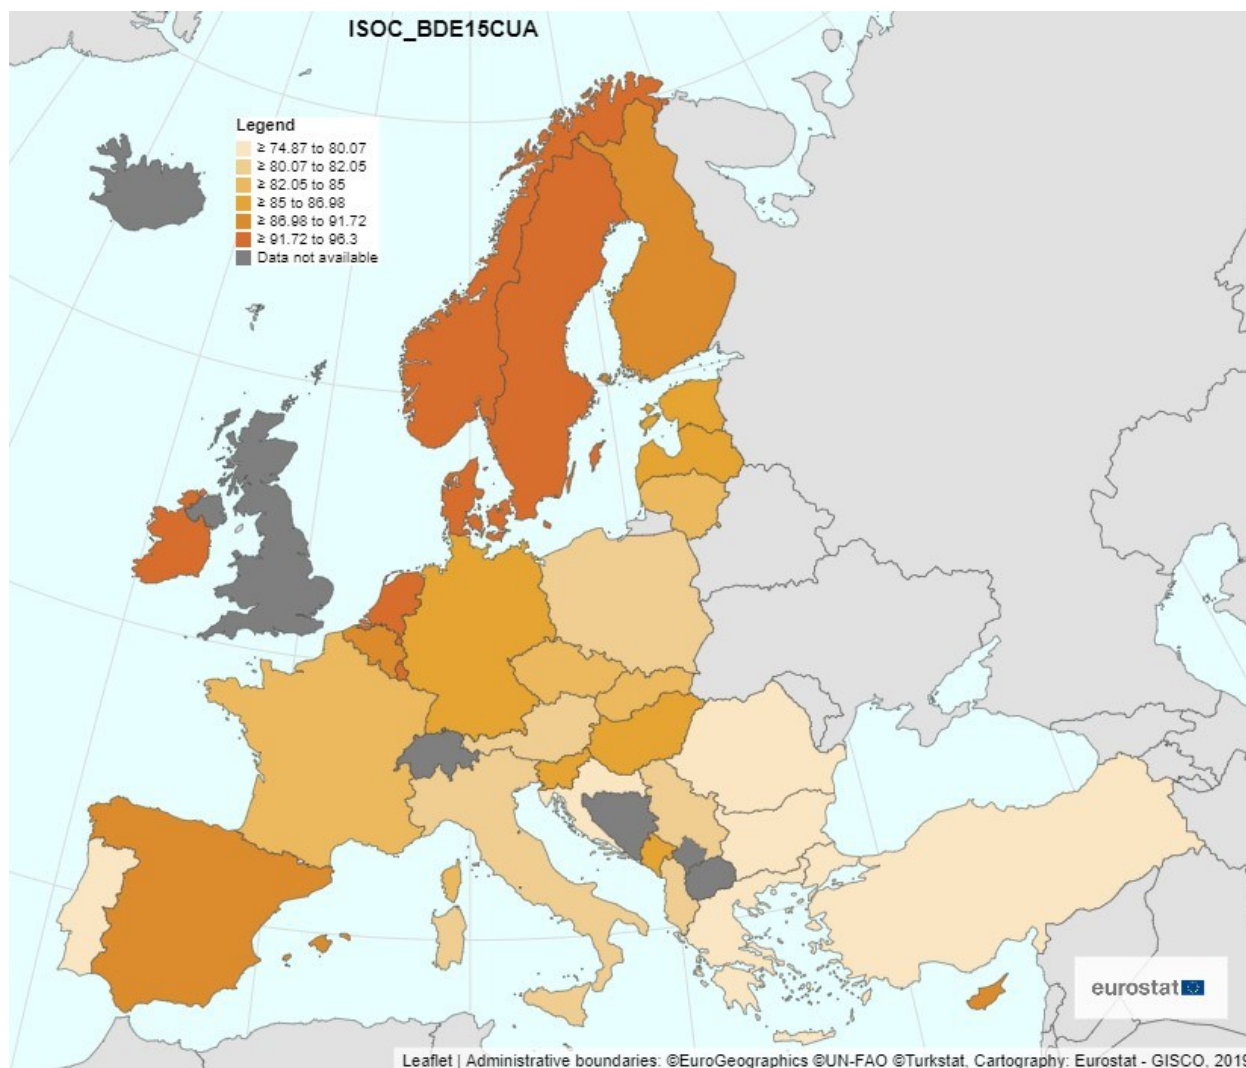 ISOC_BDE15CUA
Legend
≥ 74.87 to 80.07
≥ 80.07 to 82.05
≥ 82.05 to 85
≥ 85 to 86.98
≥ 86.98 to 91.72
≥ 91.72 to 96.3
Data not available
eurostat
Leaflet | Administrative boundaries: ©EuroGeographics ©UN-FAO ©Turkstat, Cartography: Eurostat - GISCO, 2019